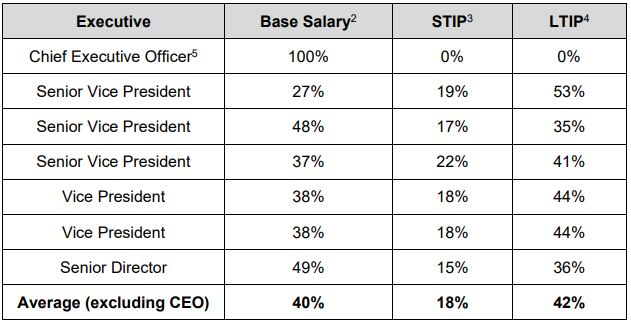 Executive Base Salary² STIP³ LTIP⁴
Chief Executive Officer⁵ 100% 0% 0%
Senior Vice President 27% 19% 53%
Senior Vice President 48% 17% 35%
Senior Vice President 37% 22% 41%
Vice President 38% 18% 44%
Vice President 38% 18% 44%
Senior Director 49% 15% 36%
Average (excluding CEO) 40% 18% 42%